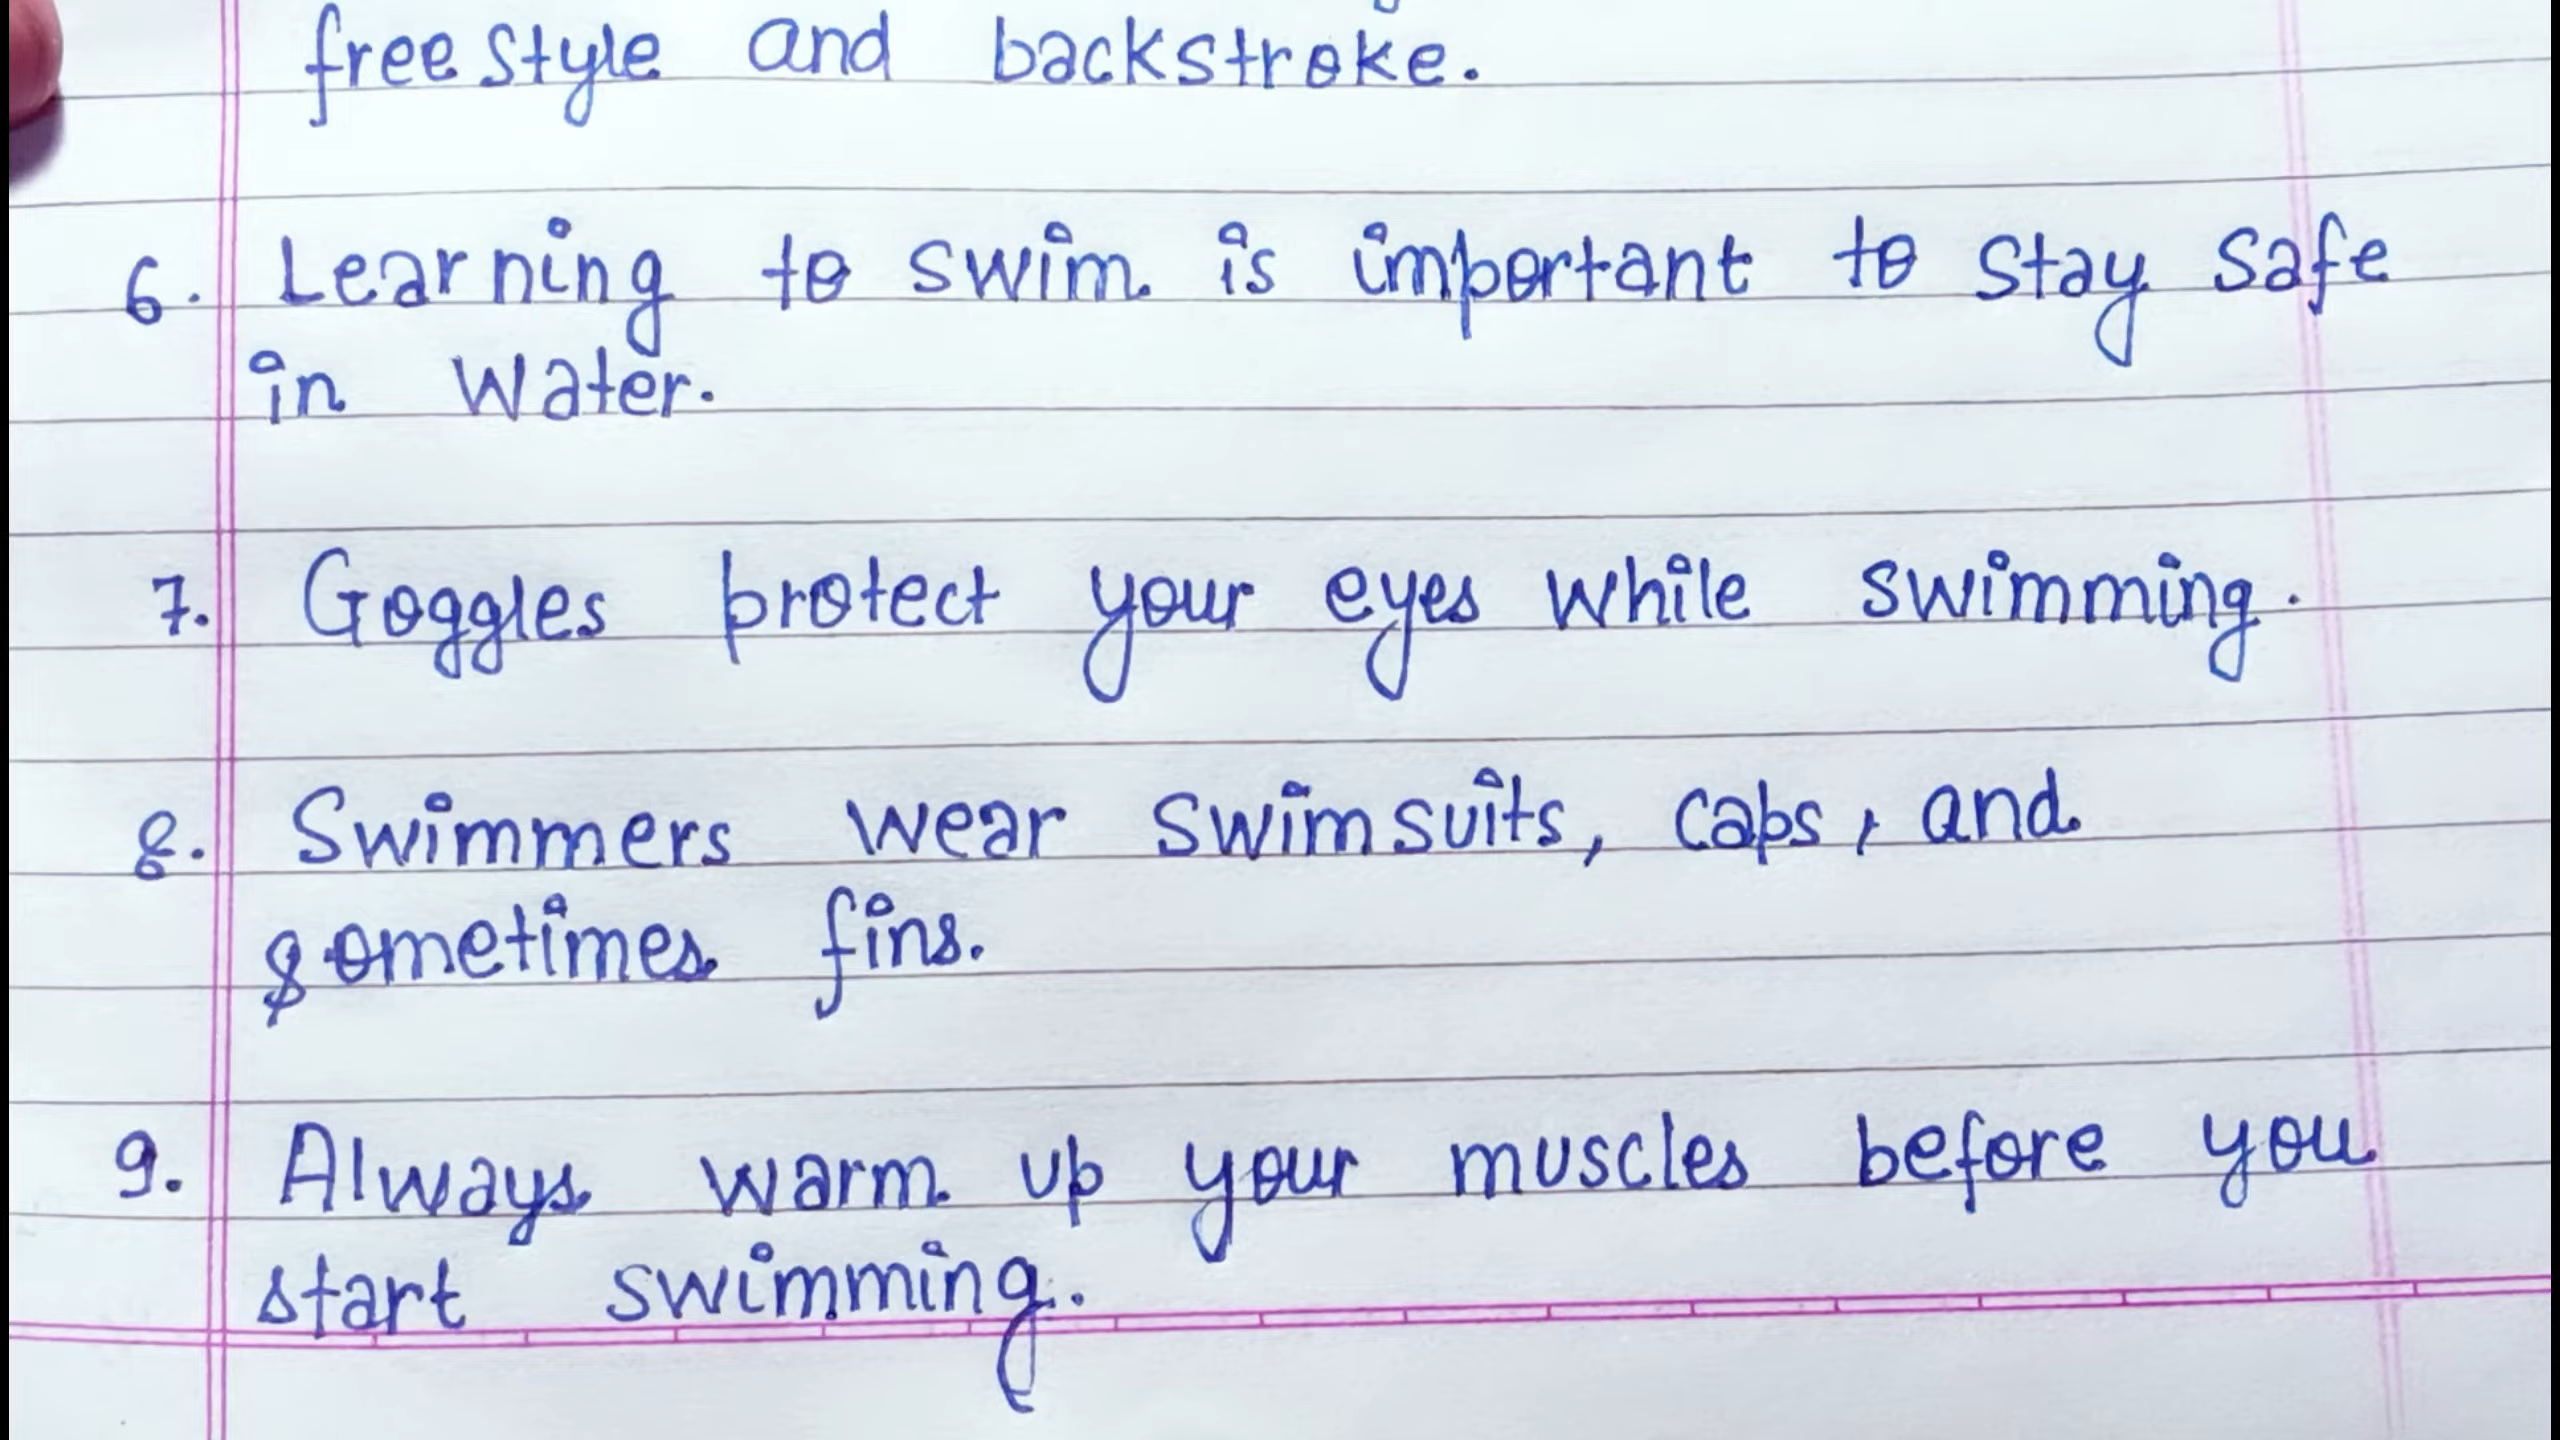 freestyle and backstroke.
6. Learning to swim is important to stay safe
in water.
7. Goggles protect your eyes while swimming.
8. Swimmers wear swimsuits, caps, and
sometimes fins.
9. Always warm up your muscles before you
start swimming.